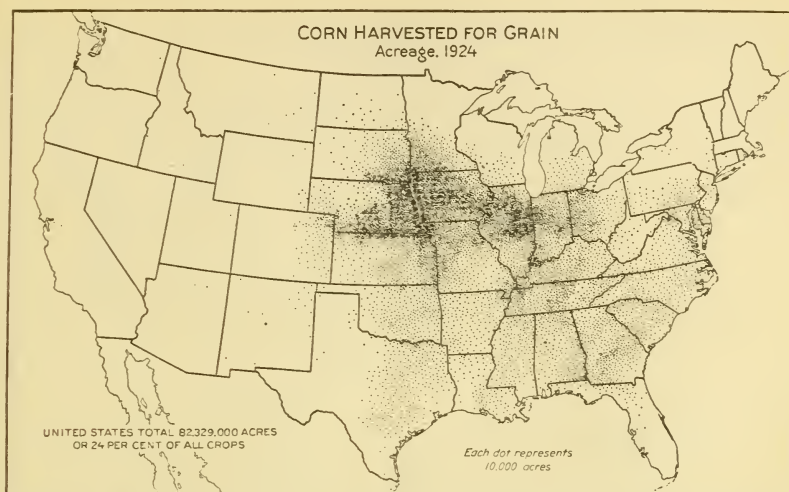 CORN HARVESTED FOR GRAIN
Acreage, 1924
UNITED STATES TOTAL 82,329,000 ACRES
OR 24 PER CENT OF ALL CROPS
Each dot represents
10,000 acres